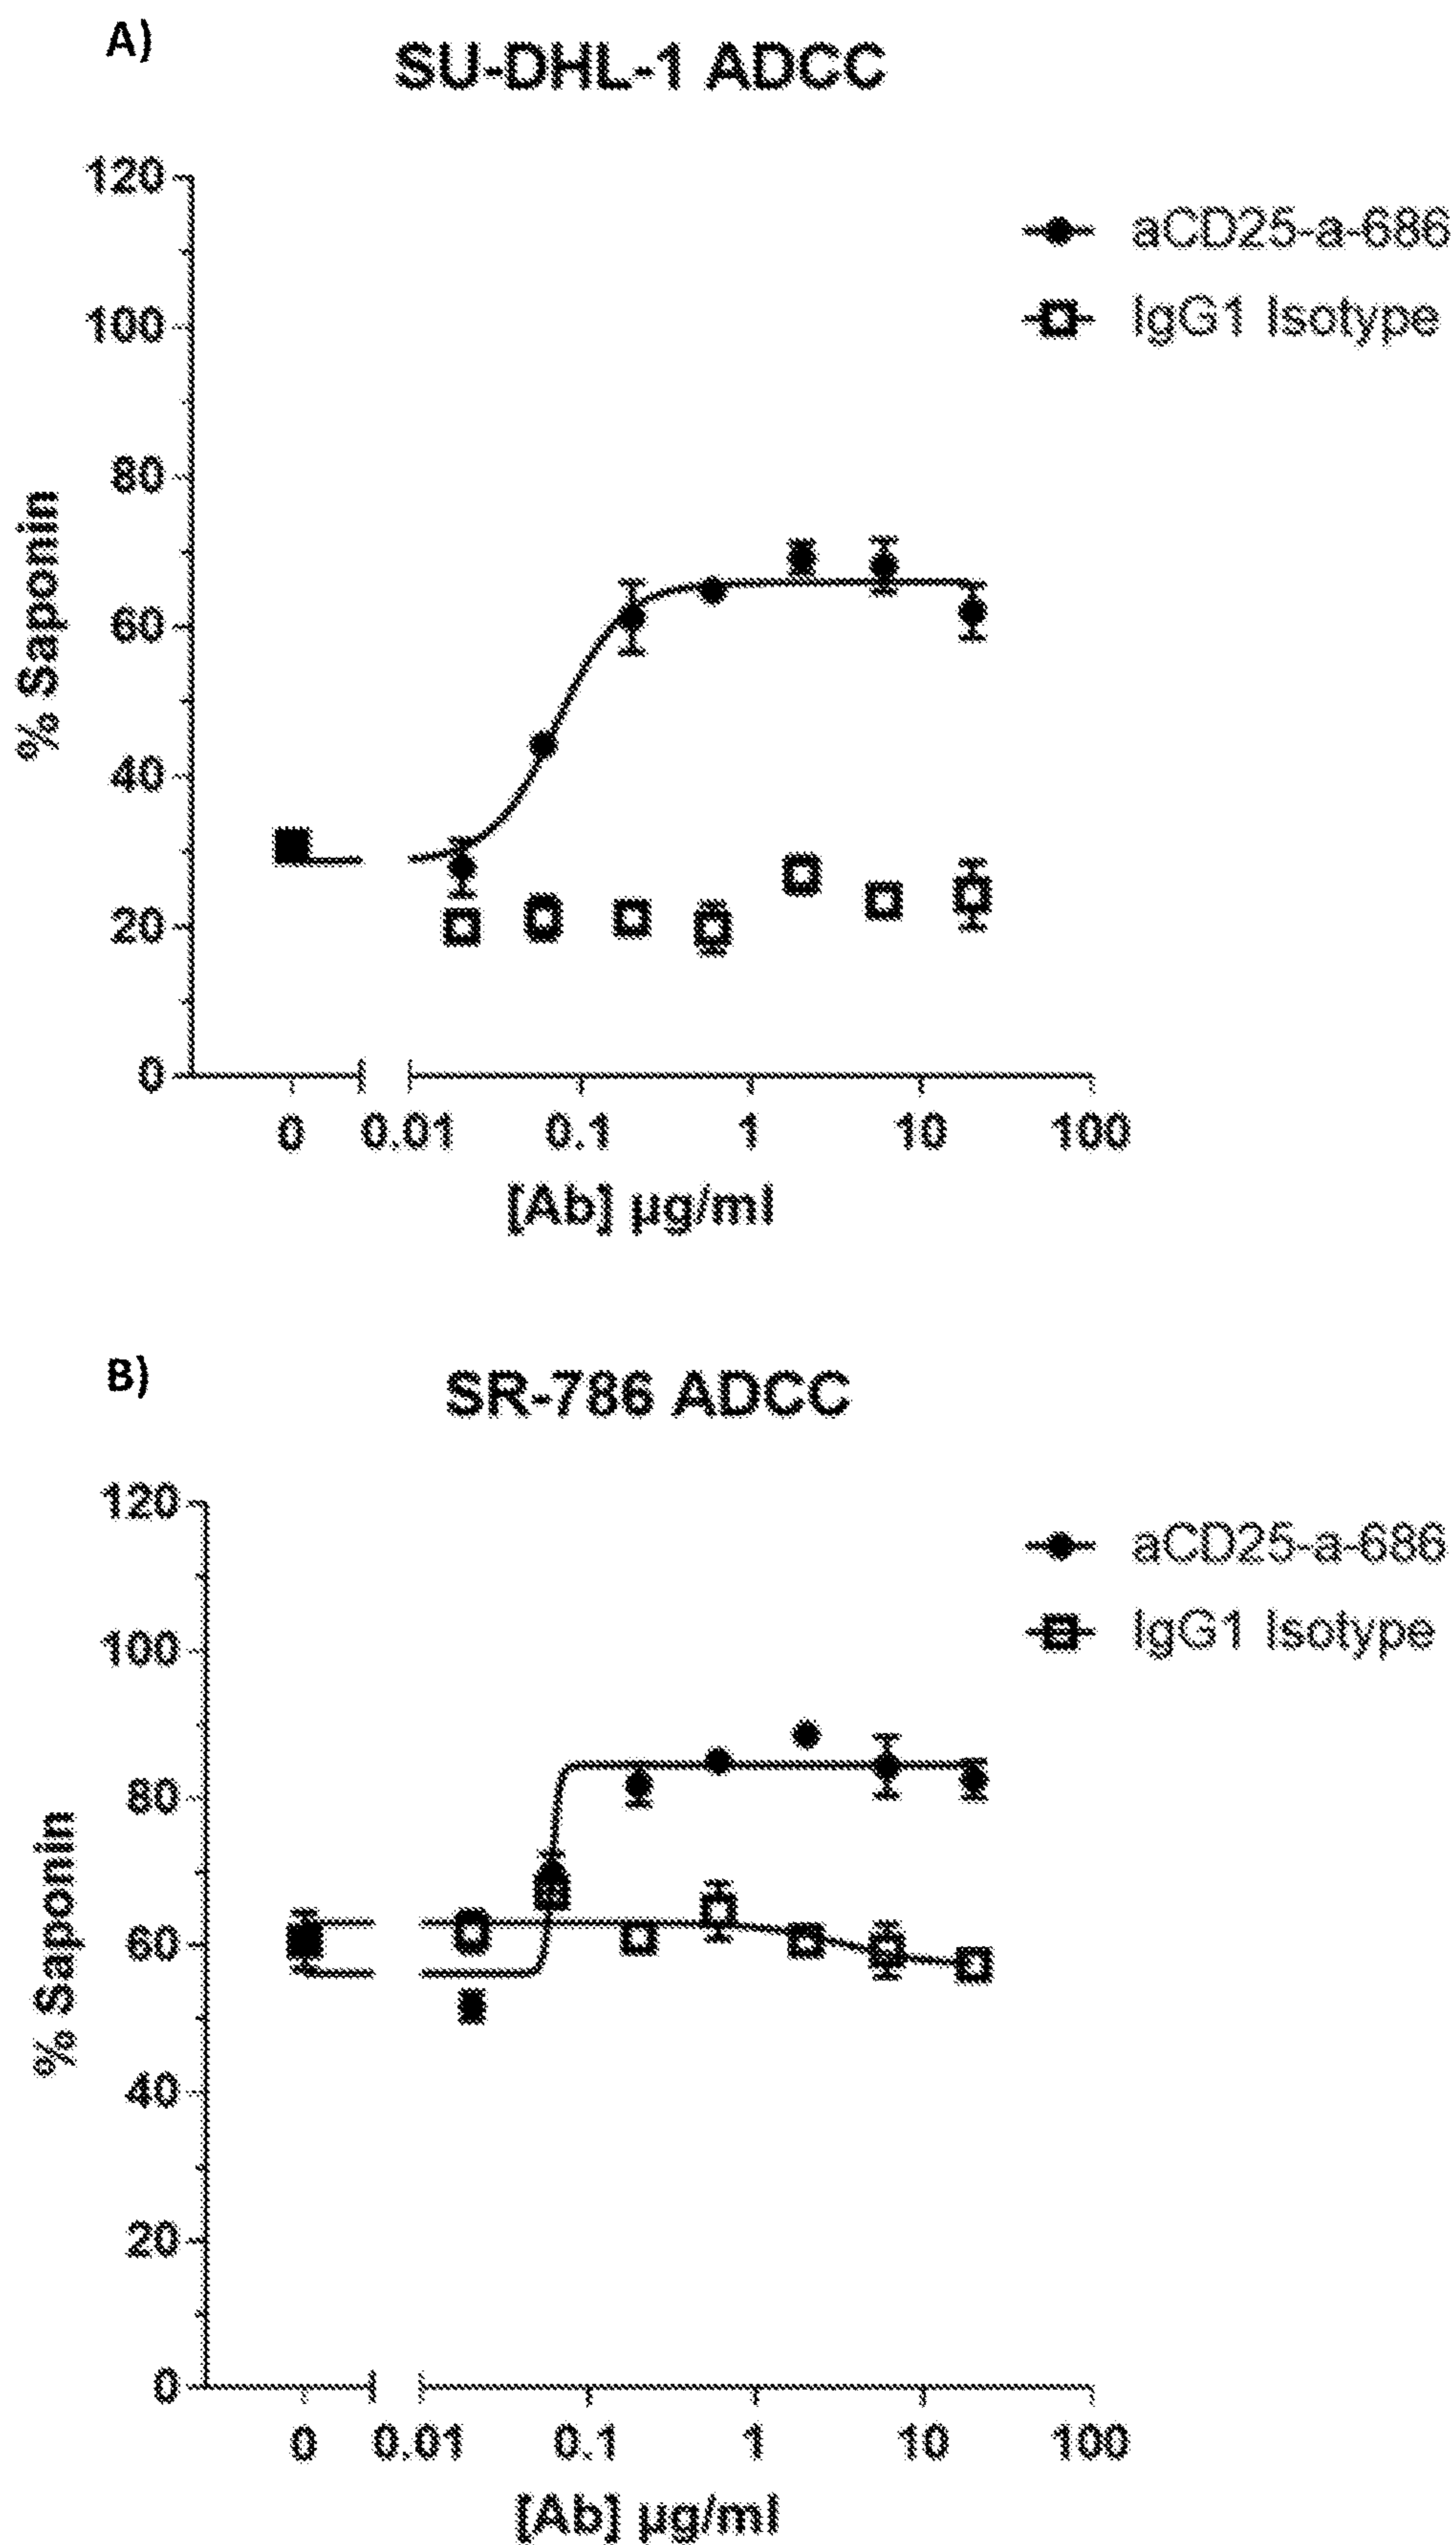 A)
SU-DHL-1 ADCC
120
100
80
60
40
20
0
% Saponin
aCD25-a-686
IgG1 Isotype
0 0.01 0.1 1 10 100
[Ab] µg/ml
B)
SR-786 ADCC
120
100
80
60
40
20
0
% Saponin
aCD25-a-686
IgG1 Isotype
0 0.01 0.1 1 10 100
[Ab] µg/ml